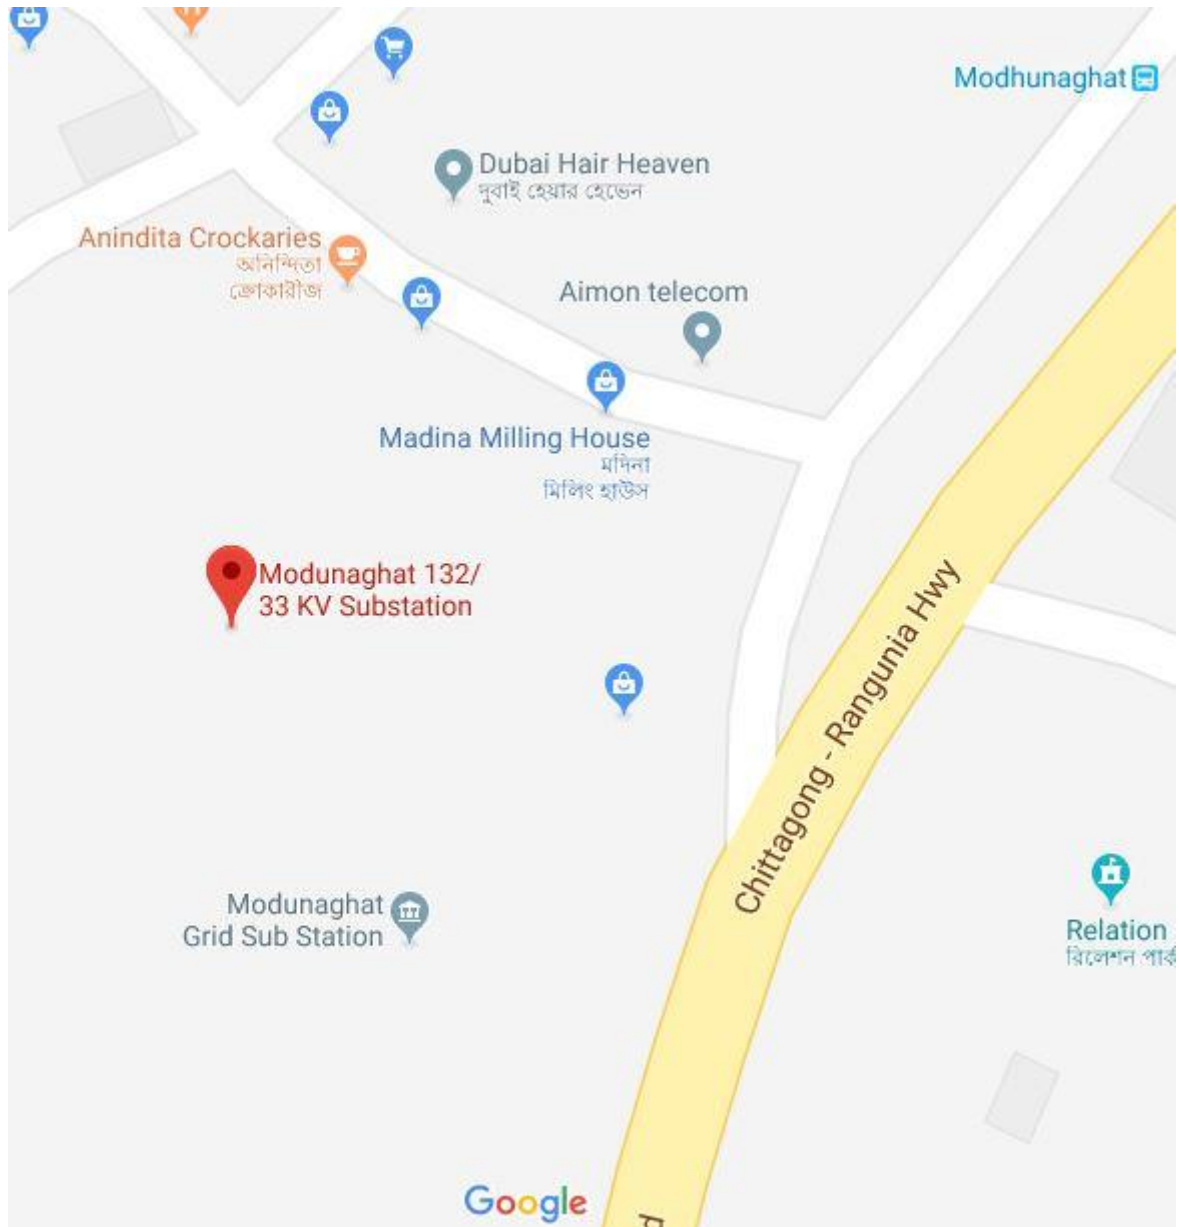 Modhunaghat
Dubai Hair Heaven
দুবাই হেয়ার হেভেন
Anindita Crockaries
অনিন্দিতা
ক্রোকারীজ
Aimon telecom
Madina Milling House
মদিনা
মিলিং হাউস
Modunaghat 132/
33 KV Substation
Chittagong - Rangunia Hwy
Modunaghat
Grid Sub Station
Relation
রিলেশন পার্ক
Google
d